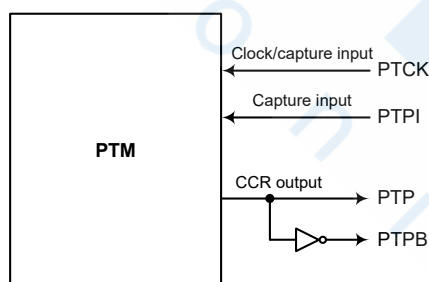 Clock/capture input
PTCK
Capture input
PTPI
PTM
CCR output
PTP
PTPB